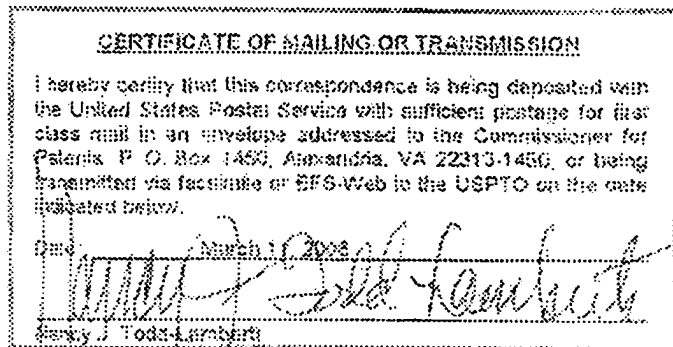 CERTIFICATE OF MAILING OR TRANSMISSION
I hereby certify that this correspondence is being deposited with
the United States Postal Service with sufficient postage for first
class mail in an envelope addressed to the Commissioner for
Patents, P. O. Box 1450, Alexandria, VA 22313-1450, or being
transmitted via facsimile or EFS-Web to the USPTO on the date
indicated below.
Date: March
J. Todd-Lambert